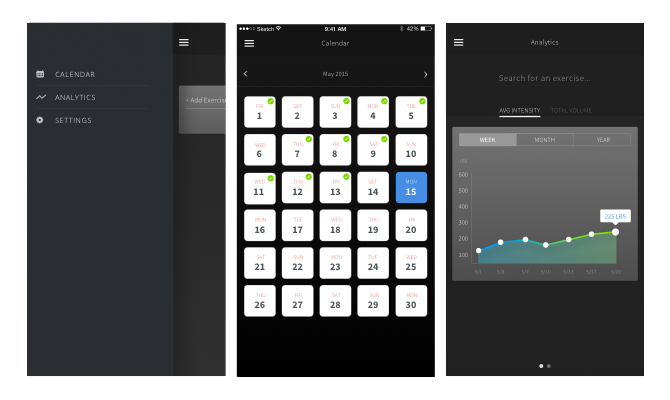 CALENDAR
ANALYTICS
SETTINGS
‹ Add Exercise
Sketch
9:41 AM
42%
Calendar
‹ May 2015 ›
FRI SAT SUN MON TUE
1 2 3 4 5
WED THU FRI SAT SUN
6 7 8 9 10
WED THU FRI SAT MON
11 12 13 14 15
MON TUE WED THU FRI
16 17 18 19 20
SAT SUN MON TUE WED
21 22 23 24 25
THU FRI SAT SUN MON
26 27 28 29 30
Analytics
Search for an exercise...
AVG INTENSITY TOTAL VOLUME
WEEK MONTH YEAR
600
500
400
300
225 LBS
200
100
5/1 5/3 5/7 5/10 5/13 5/17 5/20